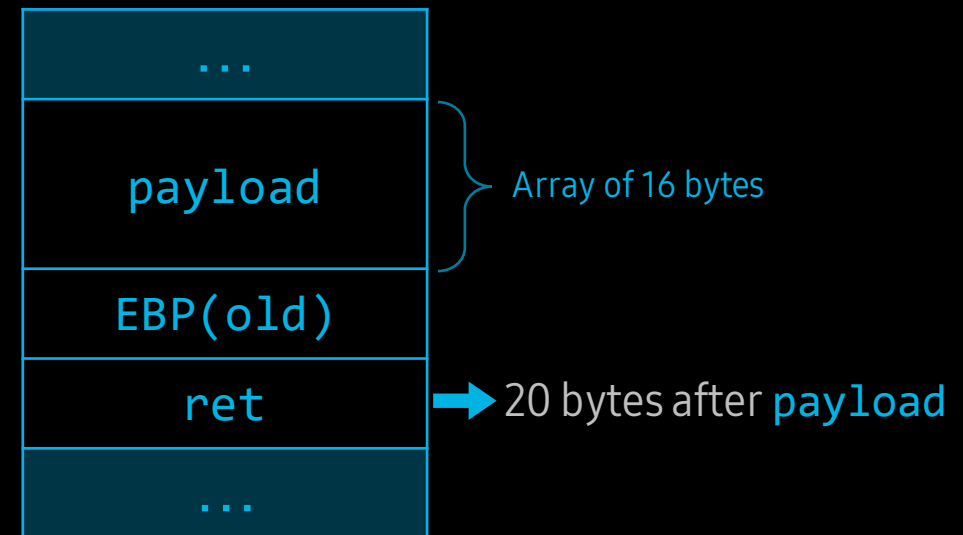 ...
payload
Array of 16 bytes
EBP(old)
ret
20 bytes after payload
...